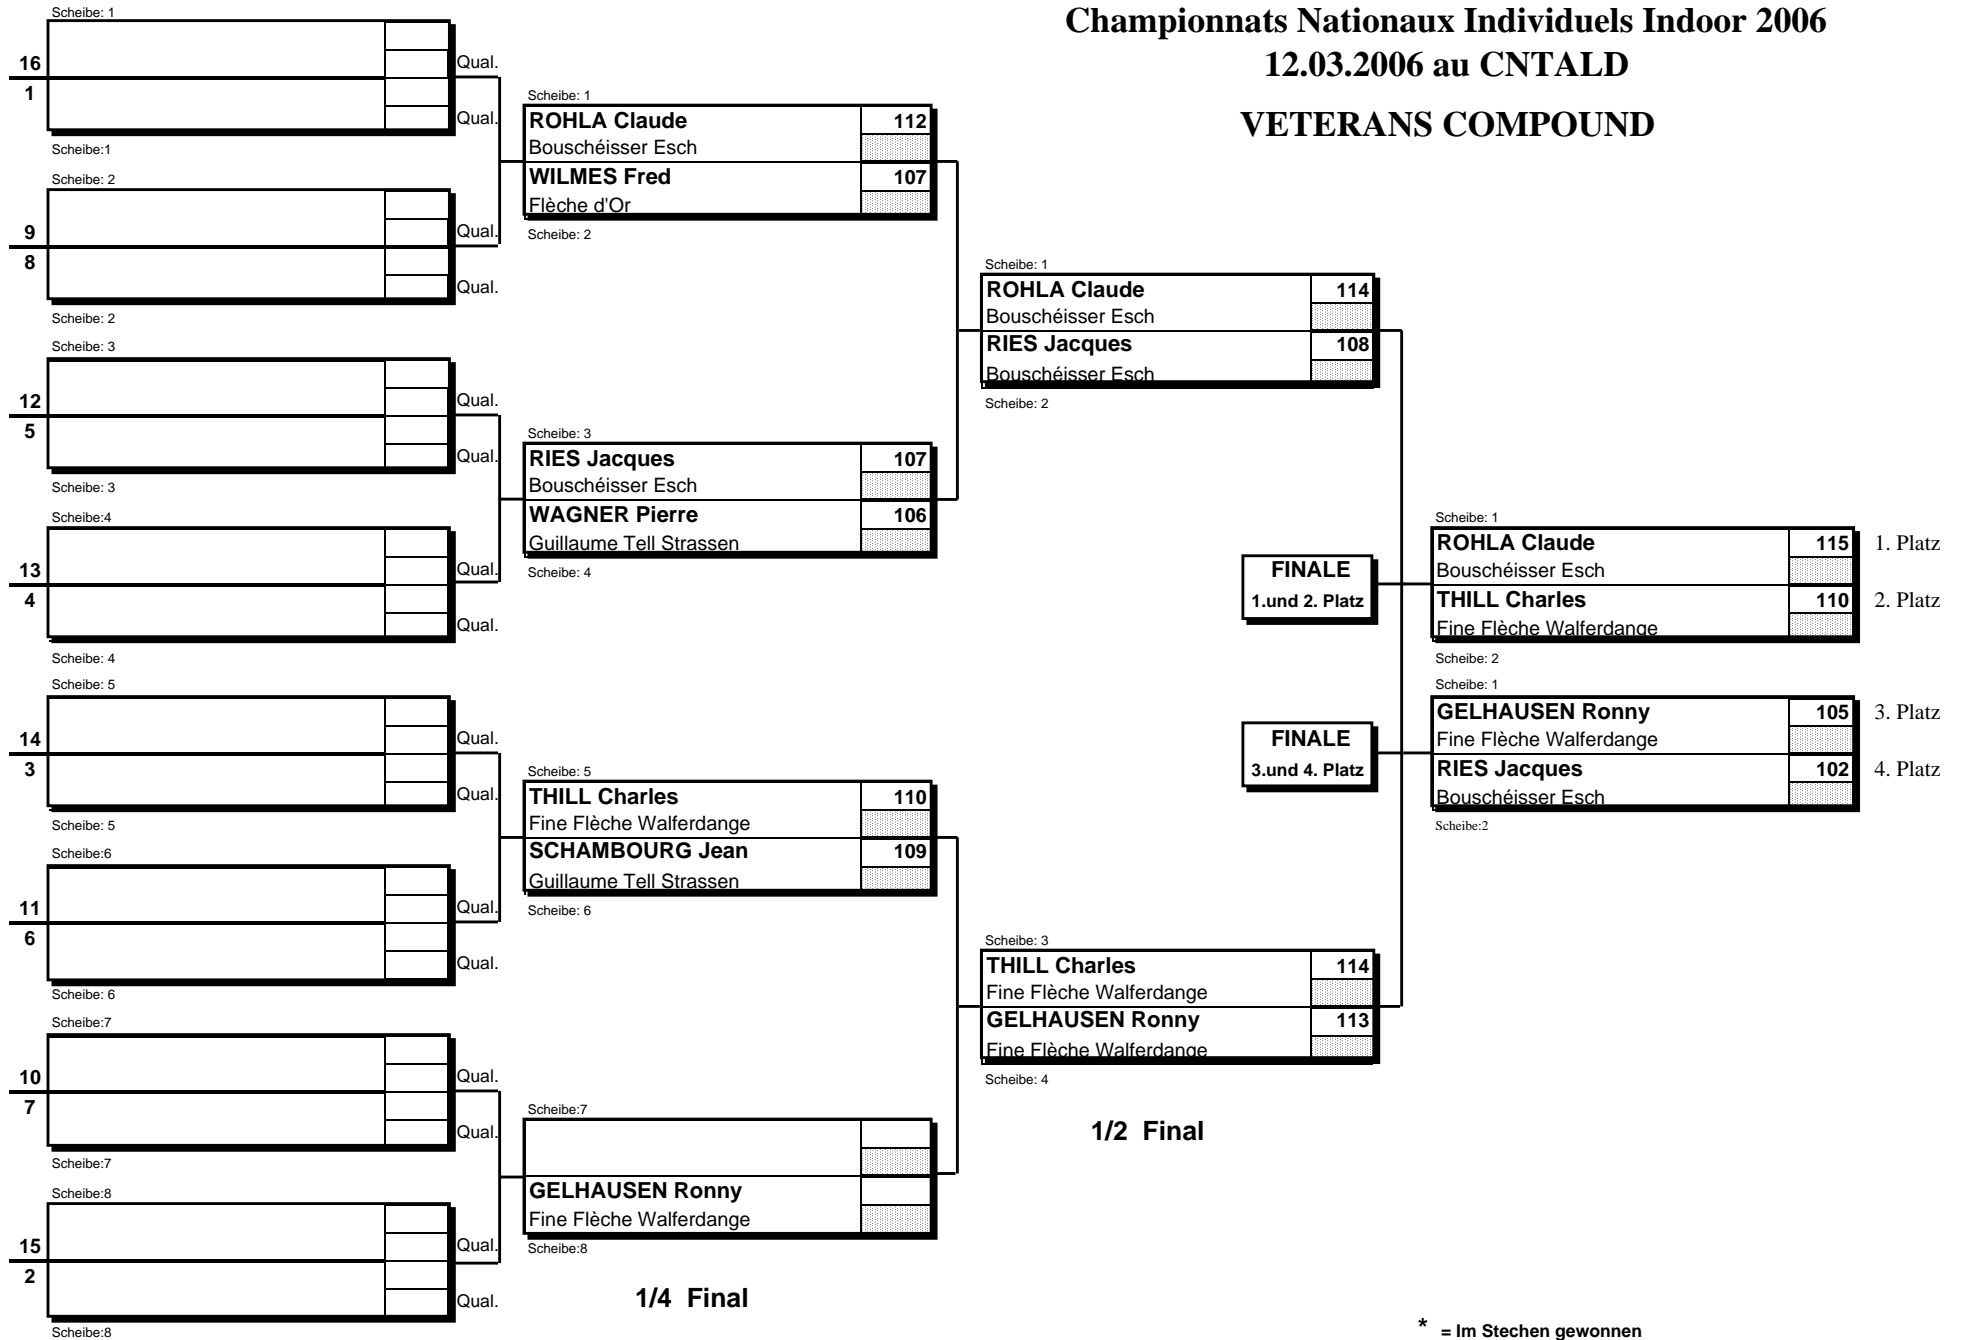 Championnats Nationaux Individuels Indoor 2006
12.03.2006 au CNTALD
VETERANS COMPOUND
Scheibe: 1
16
Qual.
1
Qual.
Scheibe:1
Scheibe: 2
9
Qual.
8
Qual.
Scheibe: 2
Scheibe: 3
12
Qual.
5
Qual.
Scheibe: 3
Scheibe:4
13
Qual.
4
Qual.
Scheibe: 4
Scheibe: 5
14
Qual.
3
Qual.
Scheibe: 5
Scheibe:6
11
Qual.
6
Qual.
Scheibe: 6
Scheibe:7
10
Qual.
7
Qual.
Scheibe:7
Scheibe:8
15
Qual.
2
Qual.
Scheibe:8
Scheibe: 1
ROHLA Claude 112
Bouschéisser Esch
WILMES Fred 107
Flèche d'Or
Scheibe: 2
Scheibe: 3
RIES Jacques 107
Bouschéisser Esch
WAGNER Pierre 106
Guillaume Tell Strassen
Scheibe: 4
Scheibe: 5
THILL Charles 110
Fine Flèche Walferdange
SCHAMBOURG Jean 109
Guillaume Tell Strassen
Scheibe: 6
Scheibe:7
GELHAUSEN Ronny
Fine Flèche Walferdange
Scheibe:8
1/4 Final
Scheibe: 1
ROHLA Claude 114
Bouschéisser Esch
RIES Jacques 108
Bouschéisser Esch
Scheibe: 2
Scheibe: 3
THILL Charles 114
Fine Flèche Walferdange
GELHAUSEN Ronny 113
Fine Flèche Walferdange
Scheibe: 4
1/2 Final
FINALE
1.und 2. Platz
Scheibe: 1
ROHLA Claude 115 1. Platz
Bouschéisser Esch
THILL Charles 110 2. Platz
Fine Flèche Walferdange
Scheibe: 2
FINALE
3.und 4. Platz
Scheibe: 1
GELHAUSEN Ronny 105 3. Platz
Fine Flèche Walferdange
RIES Jacques 102 4. Platz
Bouschéisser Esch
Scheibe:2
* = Im Stechen gewonnen